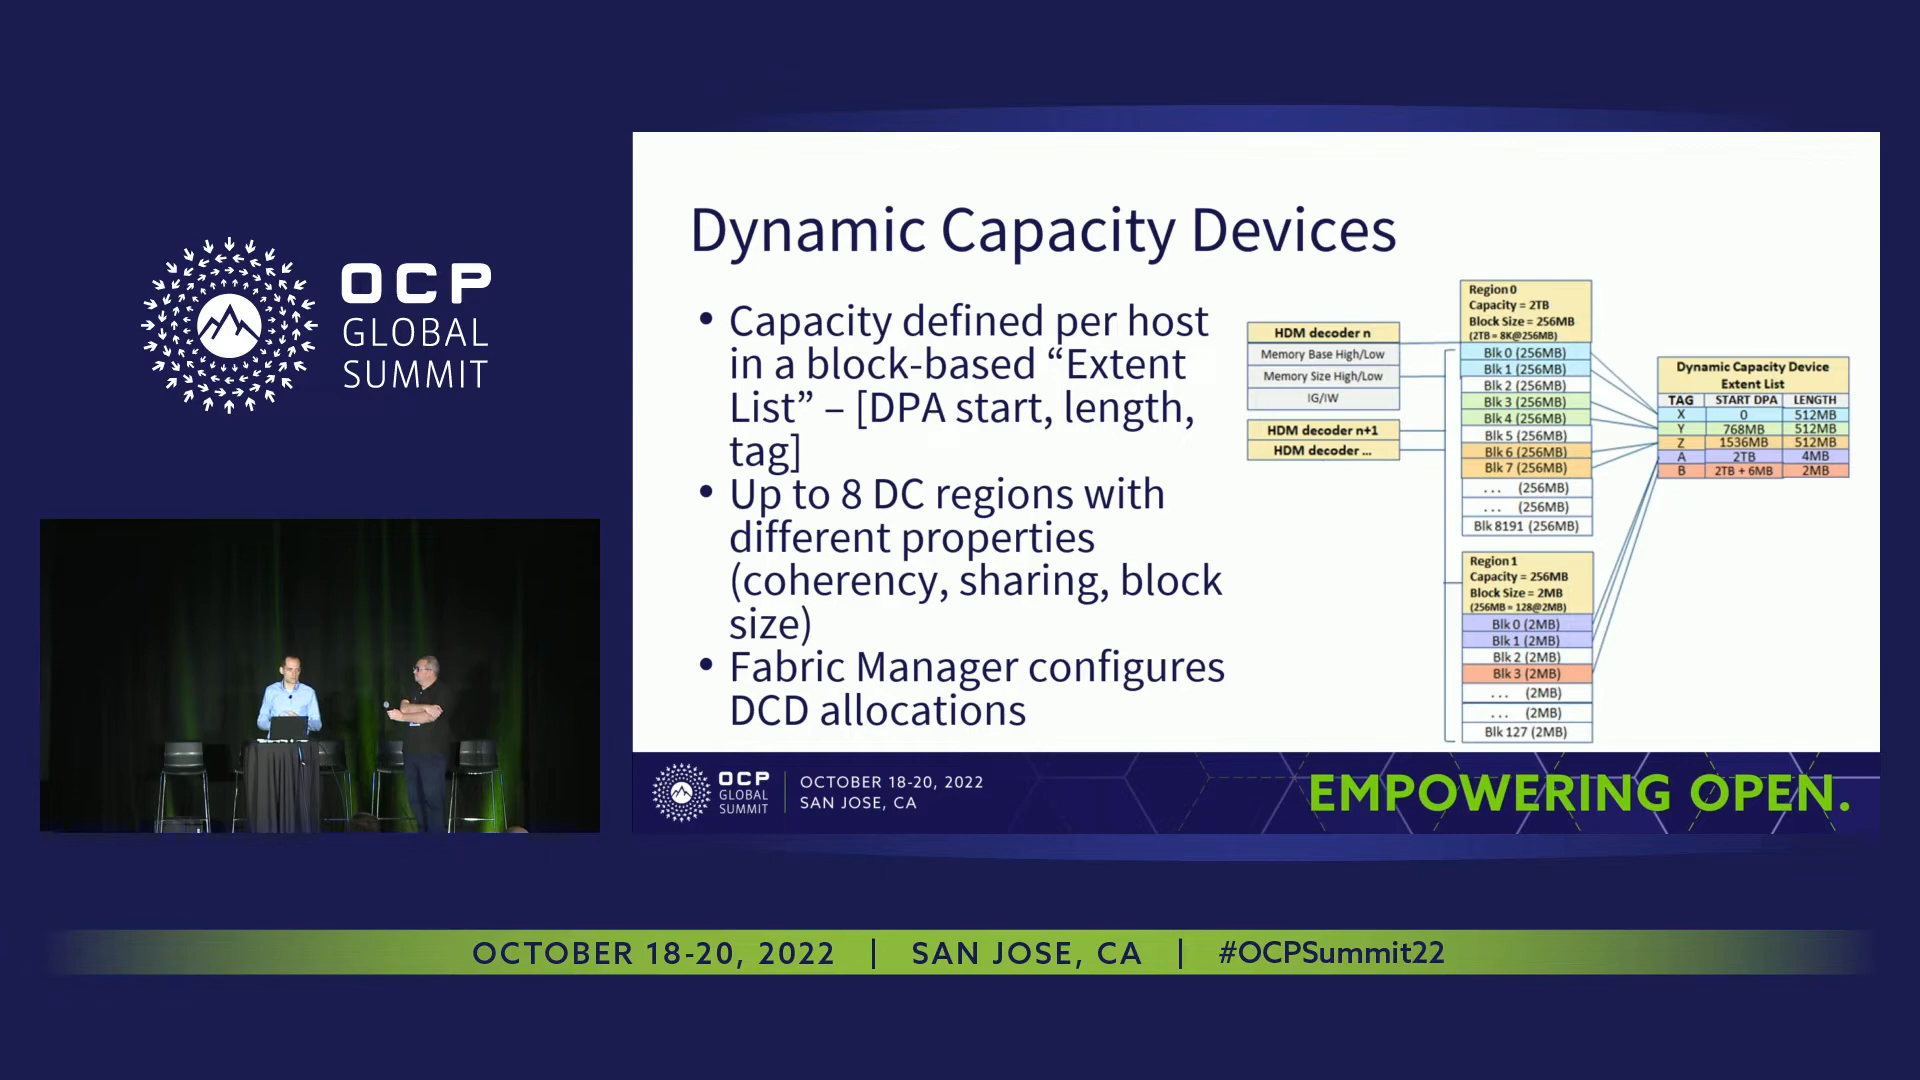 OCP
GLOBAL
SUMMIT
Dynamic Capacity Devices
• Capacity defined per host
in a block-based “Extent
List” – [DPA start, length,
tag]
• Up to 8 DC regions with
different properties
(coherency, sharing, block
size)
• Fabric Manager configures
DCD allocations
HDM decoder n
Memory Base High/Low
Memory Size High/Low
IG/IW
HDM decoder n+1
HDM decoder ...
Region 0
Capacity = 2TB
Block Size = 256MB
(2TB = 8K@256MB)
Blk 0 (256MB)
Blk 1 (256MB)
Blk 2 (256MB)
Blk 3 (256MB)
Blk 4 (256MB)
Blk 5 (256MB)
Blk 6 (256MB)
Blk 7 (256MB)
... (256MB)
... (256MB)
Blk 8191 (256MB)
Region 1
Capacity = 256MB
Block Size = 2MB
(256MB = 128@2MB)
Blk 0 (2MB)
Blk 1 (2MB)
Blk 2 (2MB)
Blk 3 (2MB)
... (2MB)
... (2MB)
Blk 127 (2MB)
Dynamic Capacity Device
Extent List
TAG START DPA LENGTH
X 0 512MB
Y 768MB 512MB
Z 1536MB 512MB
A 2TB 4MB
B 2TB + 6MB 2MB
OCP
GLOBAL
SUMMIT
OCTOBER 18-20, 2022
SAN JOSE, CA
EMPOWERING OPEN.
OCTOBER 18-20, 2022 | SAN JOSE, CA | #OCPSummit22